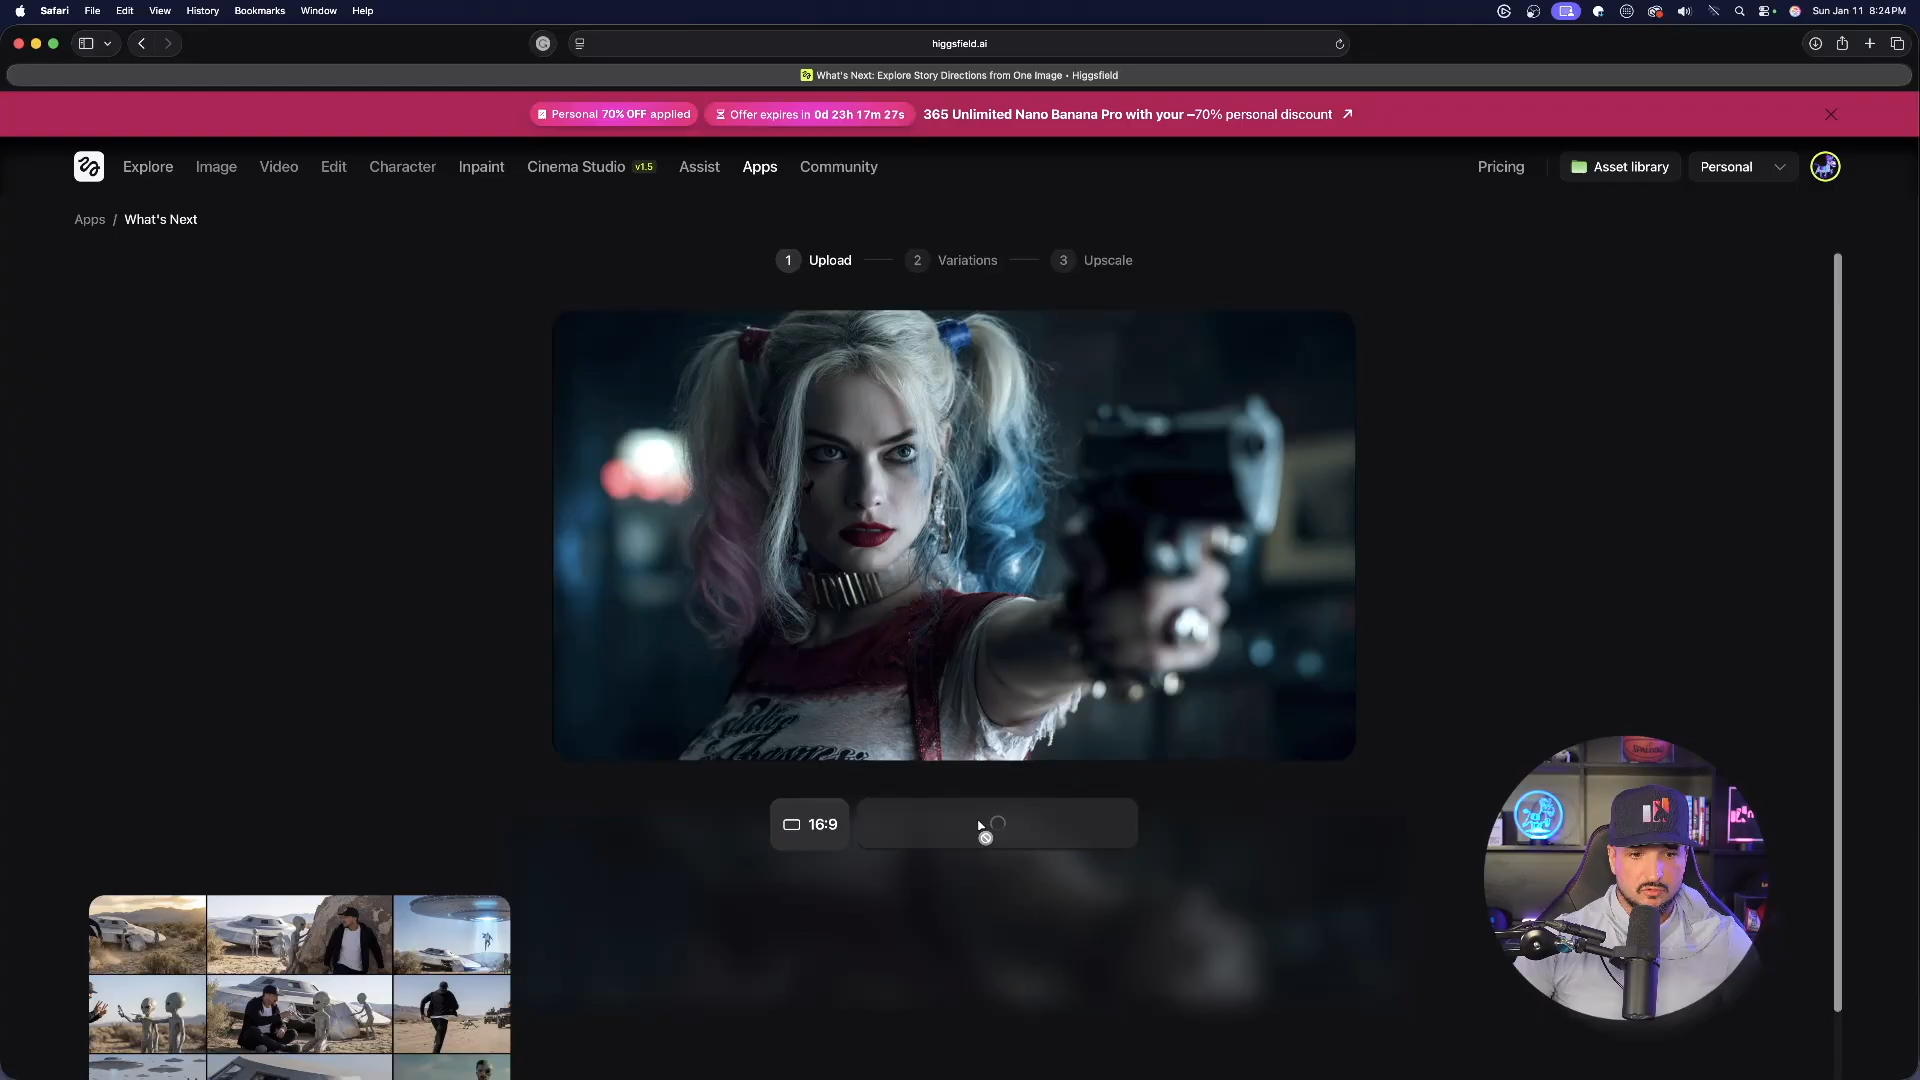 Safari File Edit View History Bookmarks Window Help
Sun Jan 11 8:24 PM
higgsfield.ai
What's Next: Explore Story Directions from One Image • Higgsfield
Personal 70% OFF applied
Offer expires in 0d 23h 17m 27s
365 Unlimited Nano Banana Pro with your –70% personal discount
Explore Image Video Edit Character Inpaint Cinema Studio v1.5 Assist Apps Community
Pricing Asset library Personal
Apps / What's Next
1 Upload 2 Variations 3 Upscale
16:9